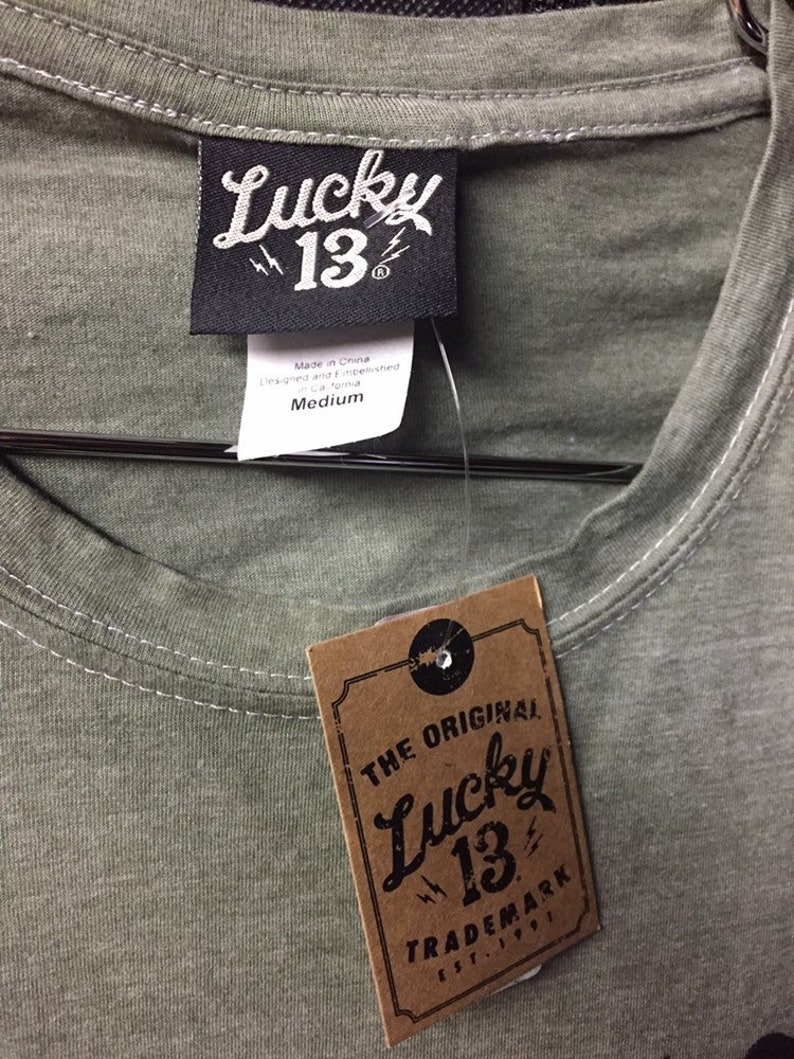 Lucky
13®
Made in China
Designed and Embellished
in California
Medium
THE ORIGINAL
Lucky
13
TRADEMARK
EST. 1991